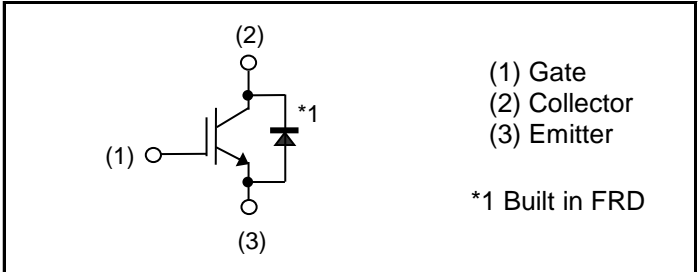 (2)
*1
(1)
(3)
(1) Gate
(2) Collector
(3) Emitter
*1 Built in FRD